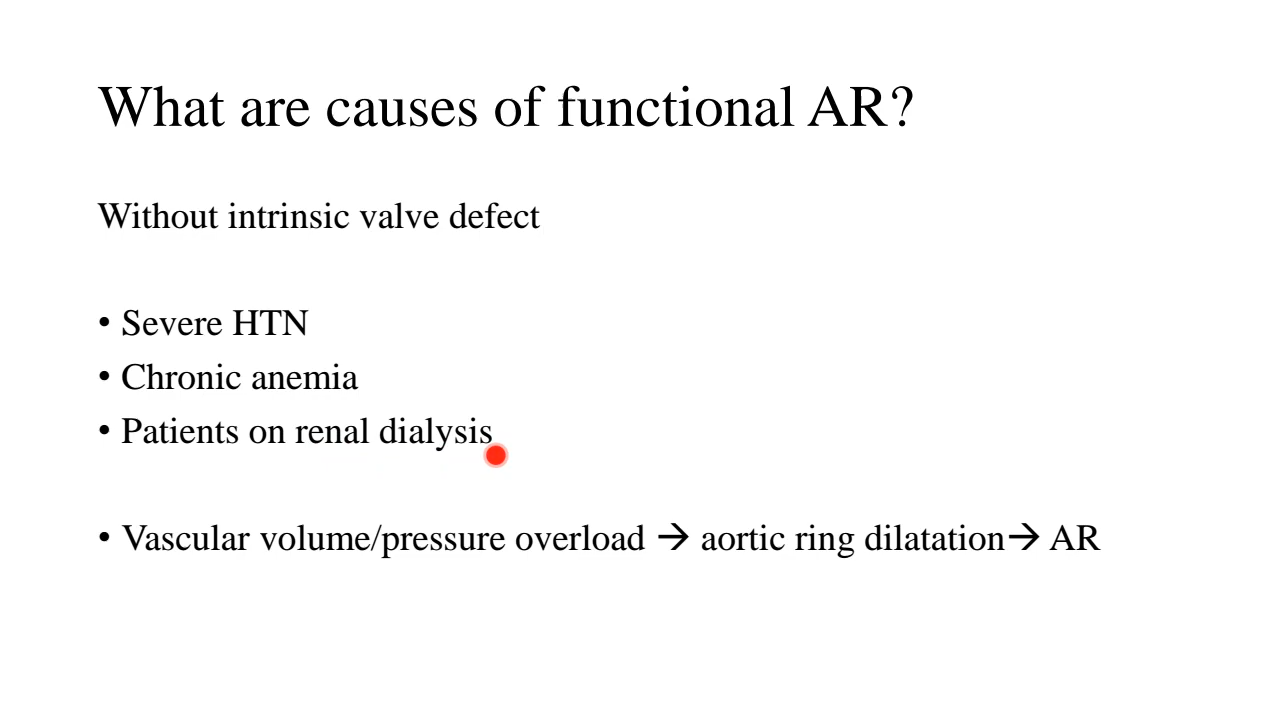 What are causes of functional AR?
Without intrinsic valve defect
• Severe HTN
• Chronic anemia
• Patients on renal dialysis
• Vascular volume/pressure overload → aortic ring dilatation→ AR